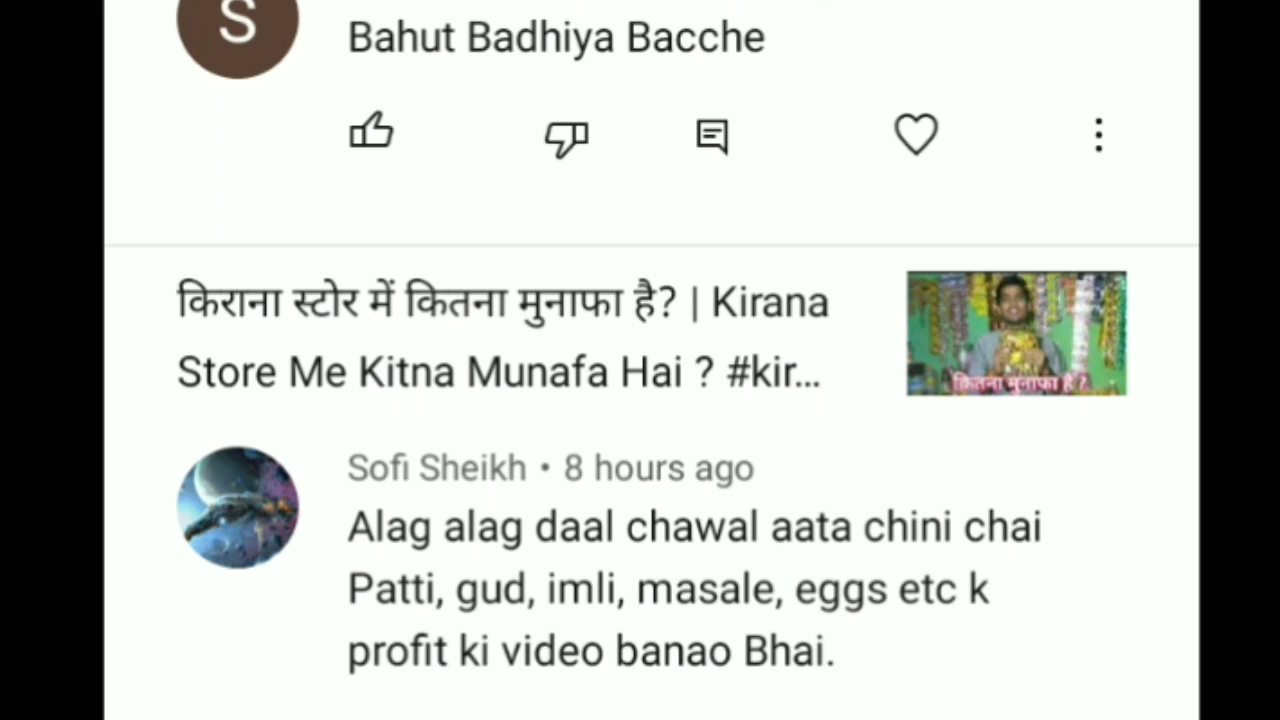 S
Bahut Badhiya Bacche
किराना स्टोर में कितना मुनाफा है? | Kirana
Store Me Kitna Munafa Hai ? #kir...
कितना मुनाफा है ?
Sofi Sheikh • 8 hours ago
Alag alag daal chawal aata chini chai
Patti, gud, imli, masale, eggs etc k
profit ki video banao Bhai.